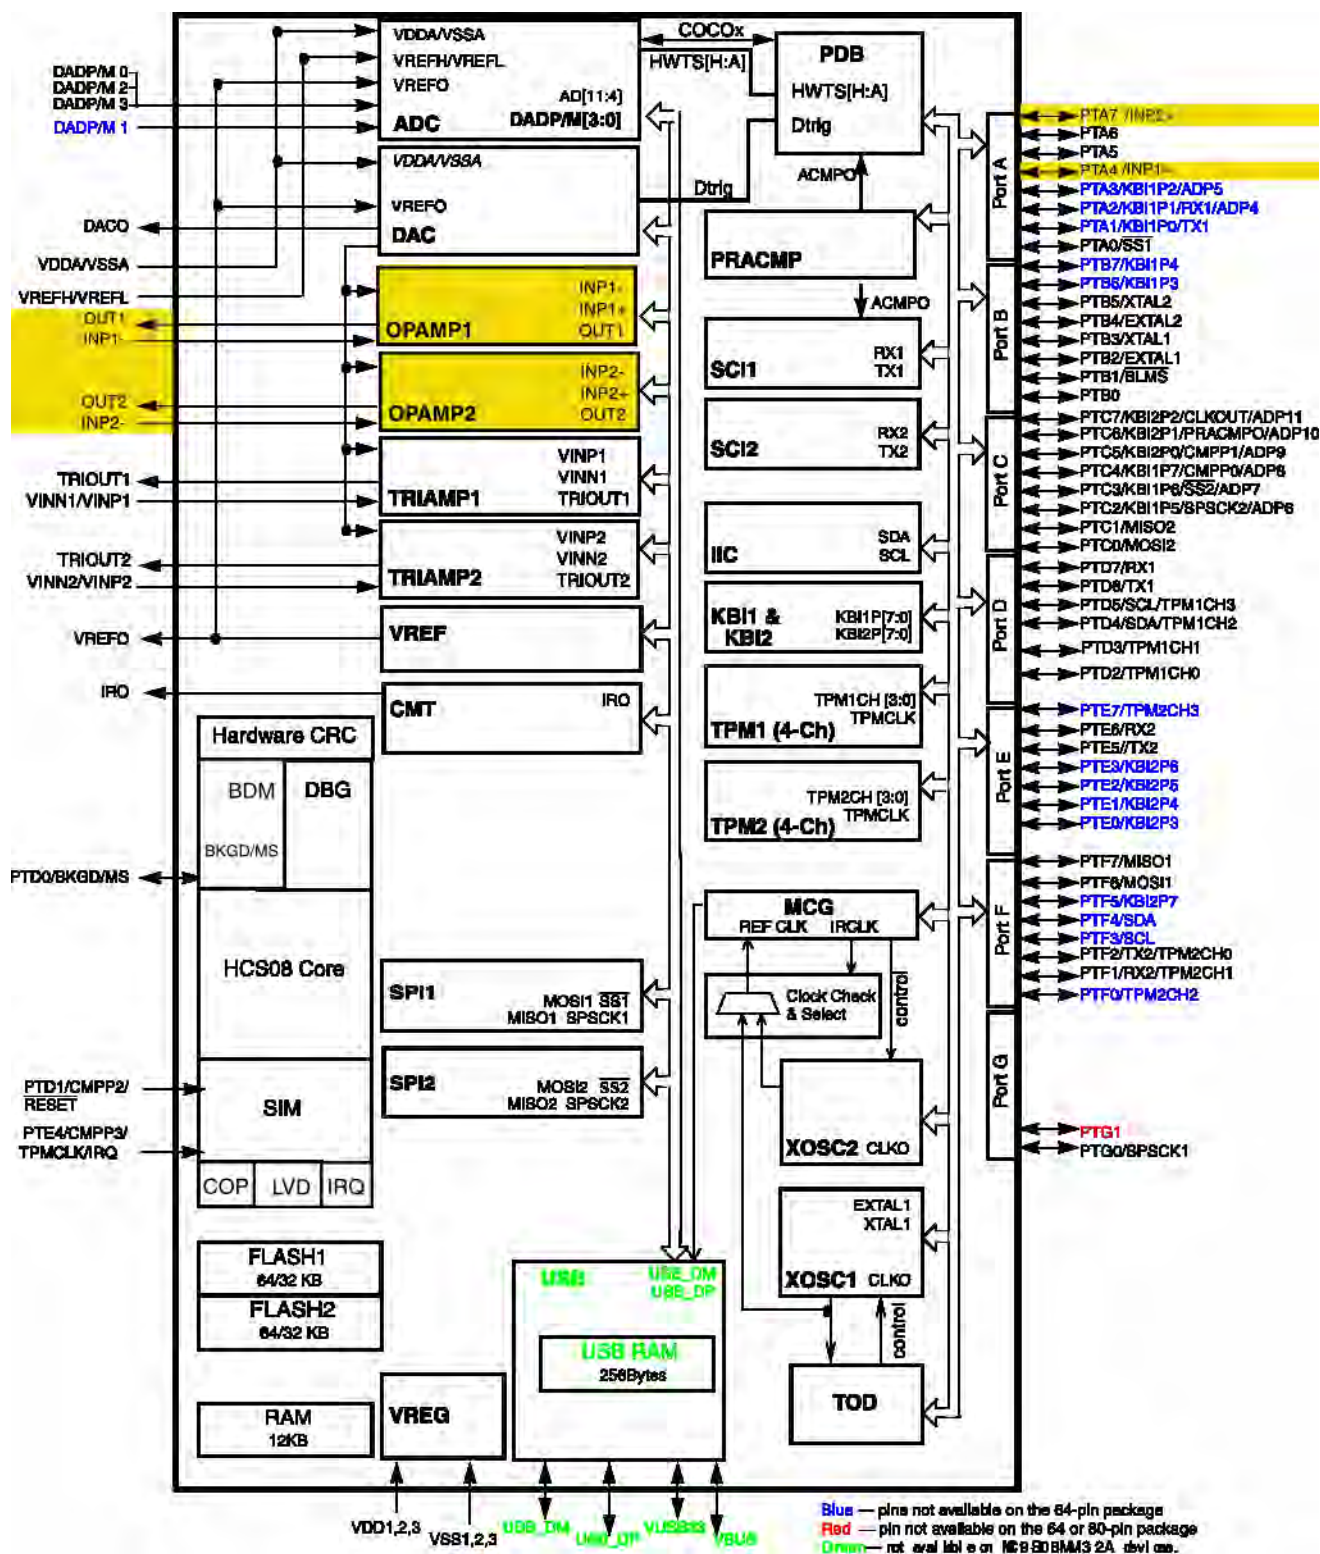 VDDA/VSSA
VREFH/VREFL
VREFO
AD[11:4]
DADP/M[3:0]
ADC
COCOx
HWTS[H:A]
PDB
HWTS[H:A]
Dtrig
DADP/M 0
DADP/M 2
DADP/M 3
DADP/M 1
VDDA/VSSA
VREFO
DAC
Dtrig
ACMPO
DACO
VDDA/VSSA
VREFH/VREFL
OUT1
INP1-
OUT2
INP2-
TRIOUT1
VINN1/VINP1
TRIOUT2
VINN2/VINP2
VREFO
IRO
INP1-
INP1+
OUT1
OPAMP1
INP2-
INP2+
OUT2
OPAMP2
VINP1
VINN1
TRIOUT1
TRIAMP1
VINP2
VINN2
TRIOUT2
TRIAMP2
VREF
CMT
IRO
PRACMP
ACMPO
SCI1
RX1
TX1
SCI2
RX2
TX2
IIC
SDA
SCL
KBI1 &
KBI2
KBI1P[7:0]
KBI2P[7:0]
TPM1CH [3:0]
TPMCLK
TPM1 (4-Ch)
TPM2CH [3:0]
TPMCLK
TPM2 (4-Ch)
Port A
PTA7 /INP2+
PTA6
PTA5
PTA4 /INP1+
PTA3/KBI1P2/ADP5
PTA2/KBI1P1/RX1/ADP4
PTA1/KBI1P0/TX1
PTA0/SS1
Port B
PTB7/KBI1P4
PTB6/KBI1P3
PTB5/XTAL2
PTB4/EXTAL2
PTB3/XTAL1
PTB2/EXTAL1
PTB1/BLMS
PTB0
Port C
PTC7/KBI2P2/CLKOUT/ADP11
PTC6/KBI2P1/PRACMPO/ADP10
PTC5/KBI2P0/CMPP1/ADP9
PTC4/KBI1P7/CMPP0/ADP8
PTC3/KBI1P6/SS2/ADP7
PTC2/KBI1P5/SPSCK2/ADP6
PTC1/MISO2
PTC0/MOSI2
Port D
PTD7/RX1
PTD6/TX1
PTD5/SCL/TPM1CH3
PTD4/SDA/TPM1CH2
PTD3/TPM1CH1
PTD2/TPM1CH0
Port E
PTE7/TPM2CH3
PTE6/RX2
PTE5/TX2
PTE3/KBI2P6
PTE2/KBI2P5
PTE1/KBI2P4
PTE0/KBI2P3
Port F
PTF7/MISO1
PTF6/MOSI1
PTF5/KBI2P7
PTF4/SDA
PTF3/SCL
PTF2/TX2/TPM2CH0
PTF1/RX2/TPM2CH1
PTF0/TPM2CH2
Port G
PTG1
PTG0/SPSCK1
Hardware CRC
BDM
DBG
BKGD/MS
PTD0/BKGD/MS
HCS08 Core
SIM
PTD1/CMPP2/
RESET
PTE4/CMPP3/
TPMCLK/IRQ
COP
LVD
IRQ
FLASH1
64/32 KB
FLASH2
64/32 KB
RAM
12KB
SPI1
MOSI1 SS1
MISO1 SPSCK1
SPI2
MOSI2 SS2
MISO2 SPSCK2
MCG
REF CLK IRCLK
Clock Check
& Select
control
XOSC2 CLKO
EXTAL1
XTAL1
XOSC1 CLKO
control
TOD
USB
USB_DM
USB_DP
USB RAM
256Bytes
VREG
VDD1,2,3
VSS1,2,3
USB_DM
USB_DP
VUSB33
VBUS
Blue — pins not available on the 64-pin package
Red — pin not available on the 64 or 80-pin package
Green — not available on MC9S08MM32A devices.